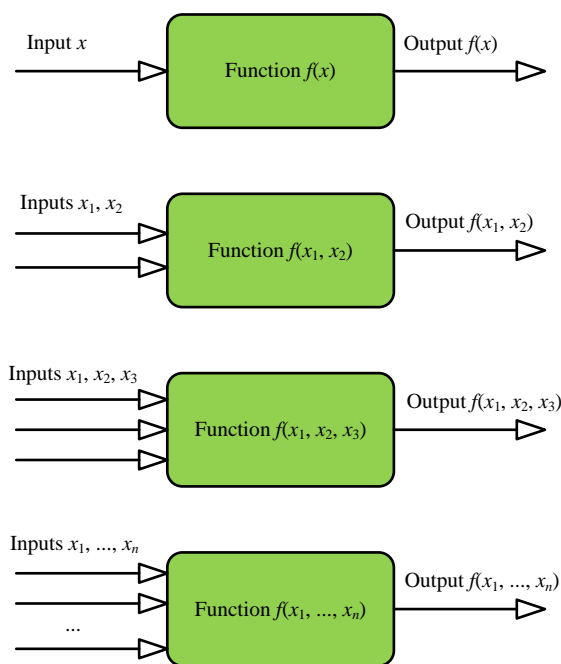 Input x
Function f(x)
Output f(x)
Inputs x₁, x₂
Function f(x₁, x₂)
Output f(x₁, x₂)
Inputs x₁, x₂, x₃
Function f(x₁, x₂, x₃)
Output f(x₁, x₂, x₃)
Inputs x₁, ..., xₙ
...
Function f(x₁, ..., xₙ)
Output f(x₁, ..., xₙ)